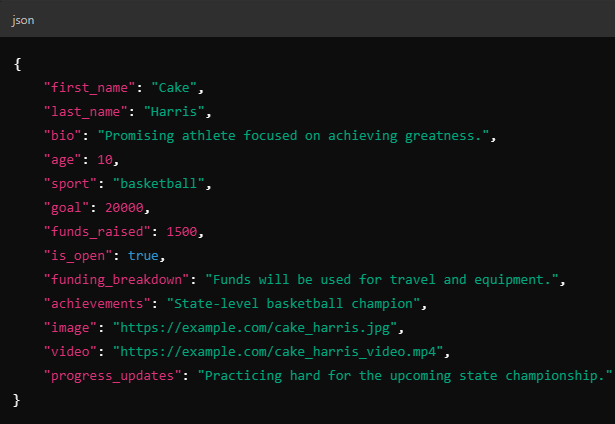 json
{
"first_name": "Cake",
"last_name": "Harris",
"bio": "Promising athlete focused on achieving greatness.",
"age": 10,
"sport": "basketball",
"goal": 20000,
"funds_raised": 1500,
"is_open": true,
"funding_breakdown": "Funds will be used for travel and equipment.",
"achievements": "State-level basketball champion",
"image": "https://example.com/cake_harris.jpg",
"video": "https://example.com/cake_harris_video.mp4",
"progress_updates": "Practicing hard for the upcoming state championship."
}